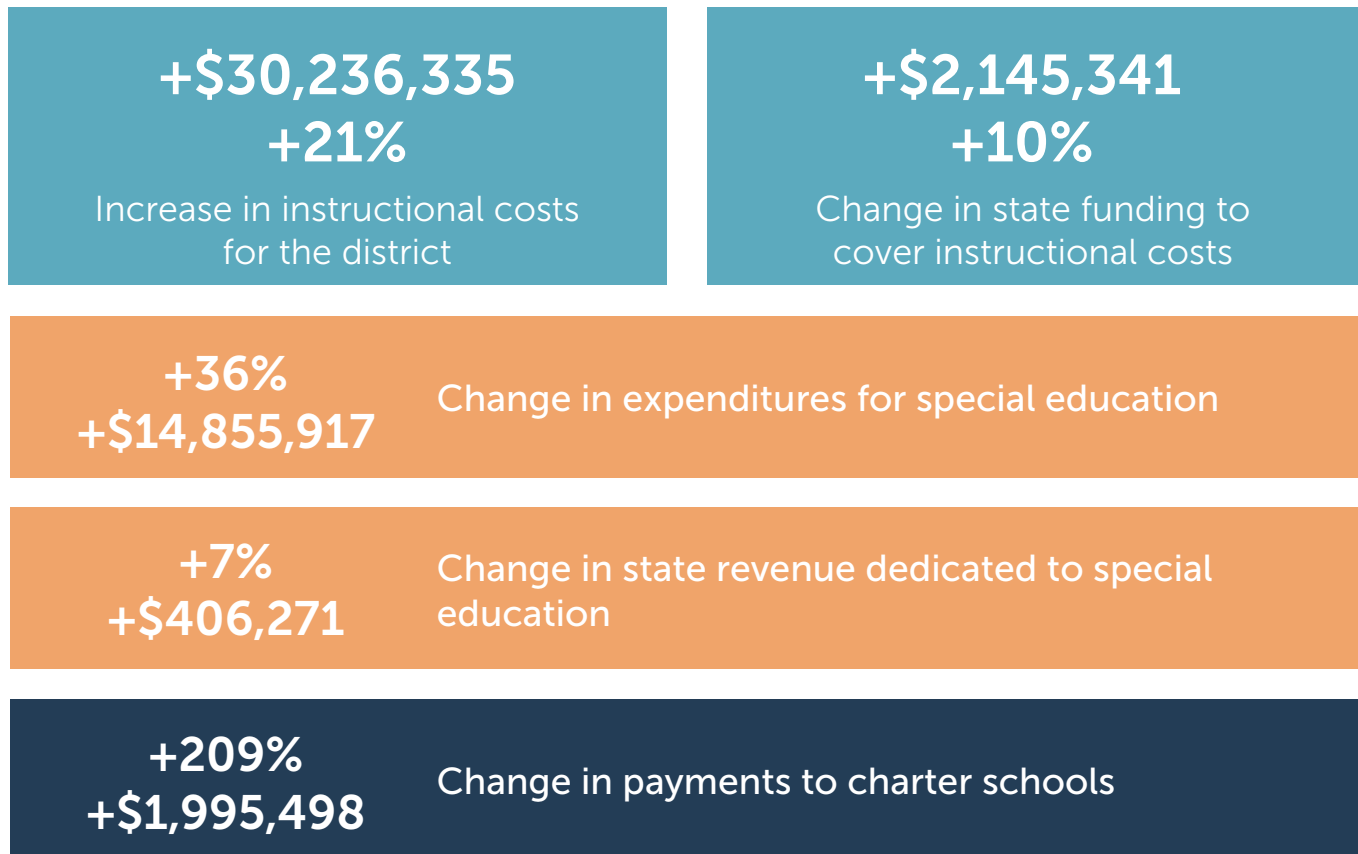 +$30,236,335
+21%
Increase in instructional costs
for the district
+$2,145,341
+10%
Change in state funding to
cover instructional costs
+36%
+$14,855,917
Change in expenditures for special education
+7%
+$406,271
Change in state revenue dedicated to special
education
+209%
+$1,995,498
Change in payments to charter schools